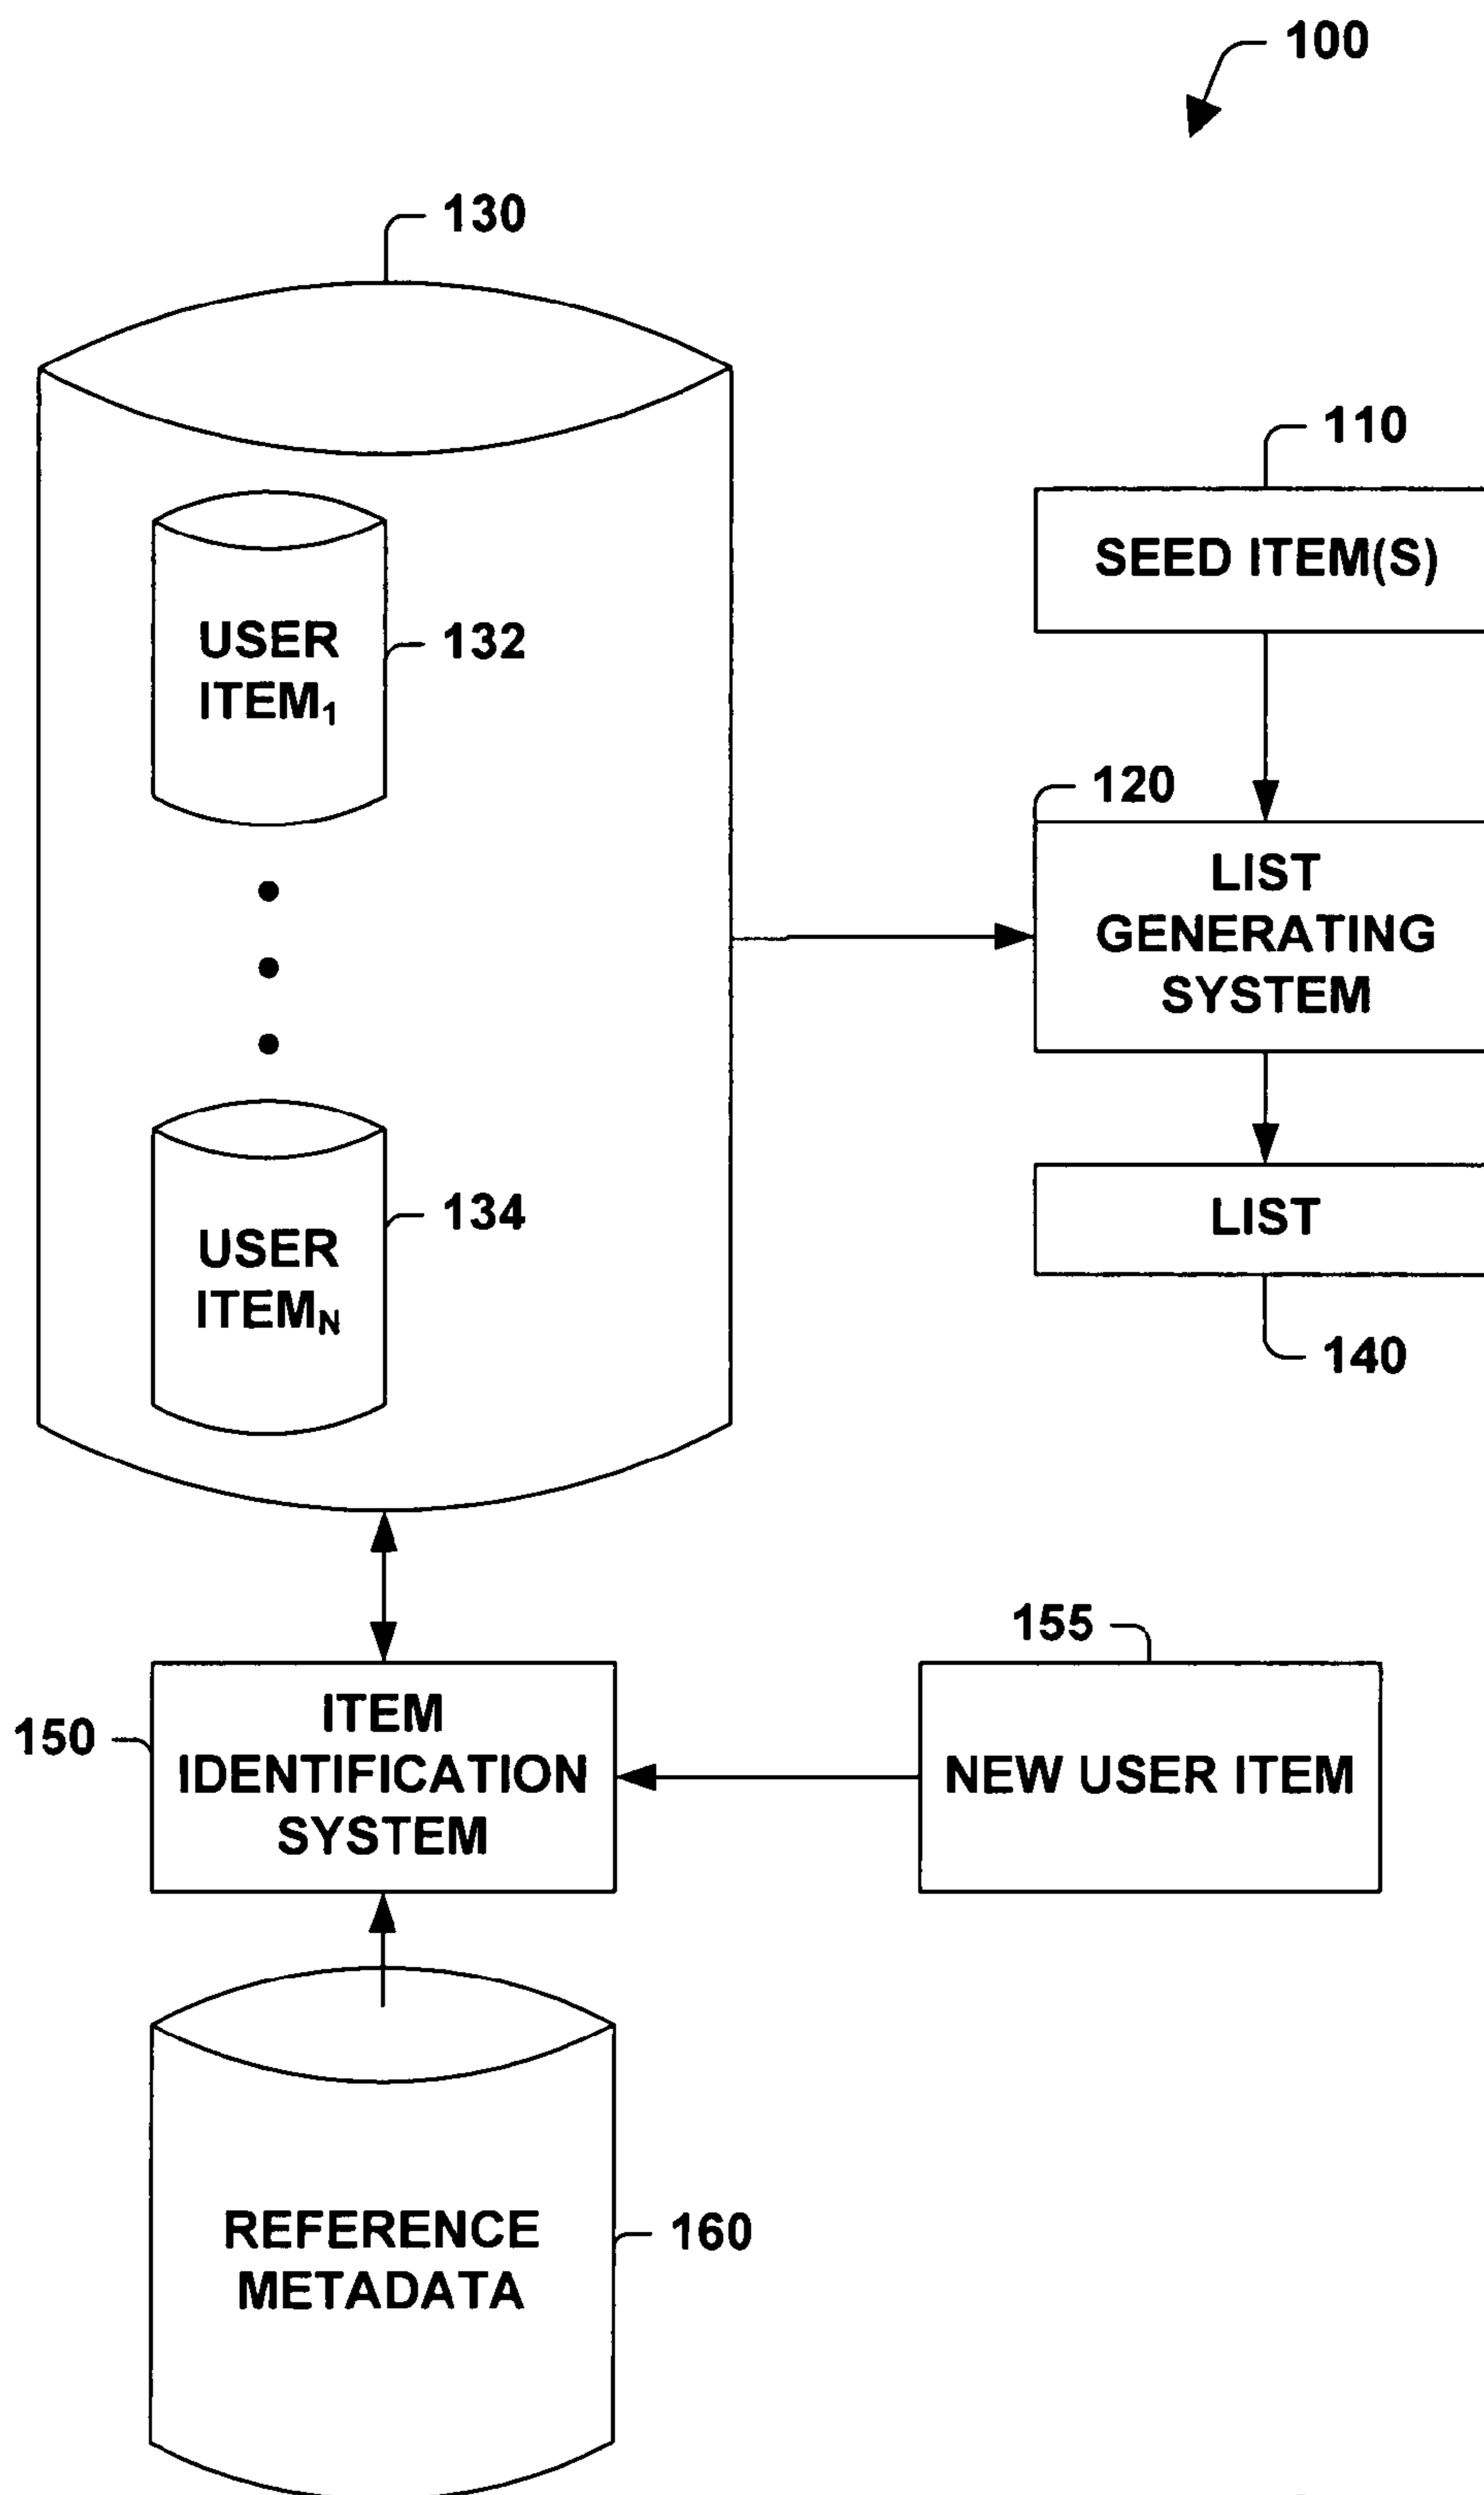 100
130
110
SEED ITEM(S)
USER
ITEM1
132
120
LIST
GENERATING
SYSTEM
134
USER
ITEMN
LIST
140
155
150
ITEM
IDENTIFICATION
SYSTEM
NEW USER ITEM
REFERENCE
METADATA
160